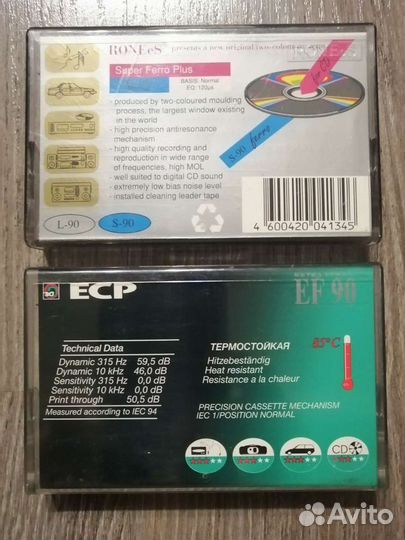 RONEeS presents a new original two-colour
Super Ferro Plus
BASIS: Normal
EQ: 120µs
for CD
S-90 ferro
- produced by two-coloured moulding
process, the largest window existing
in the world
- high precision antiresonance
mechanism
- high quality recording and
reproduction in wide range
of frequencies, high MOL
- well suited to digital CD sound
- extremely low bias noise level
- installed cleaning leader tape
L-90
S-90
4 600420 041345
ECP
EF 90
Technical Data
Dynamic 315 Hz 59,5 dB
Dynamic 10 kHz 46,0 dB
Sensitivity 315 Hz 0,0 dB
Sensitivity 10 kHz 0,0 dB
Print through 50,5 dB
Measured according to IEC 94
ТЕРМОСТОЙКАЯ
Hitzebeständig
Heat resistant
Resistance a la chaleur
85°C
PRECISION CASSETTE MECHANISM
IEC 1/POSITION NORMAL
CD
Avito